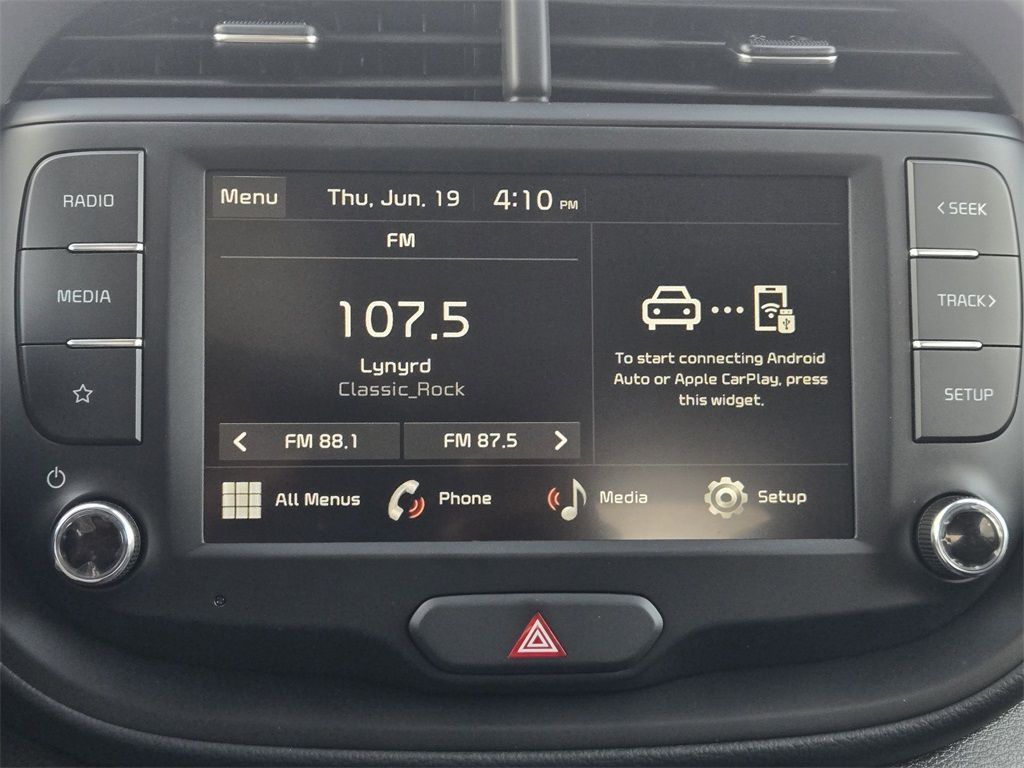 RADIO
MEDIA
< SEEK
TRACK >
SETUP
Menu
Thu, Jun. 19
4:10 PM
FM
107.5
Lynyrd
Classic_Rock
< FM 88.1
FM 87.5 >
To start connecting Android
Auto or Apple CarPlay, press
this widget.
All Menus
Phone
Media
Setup